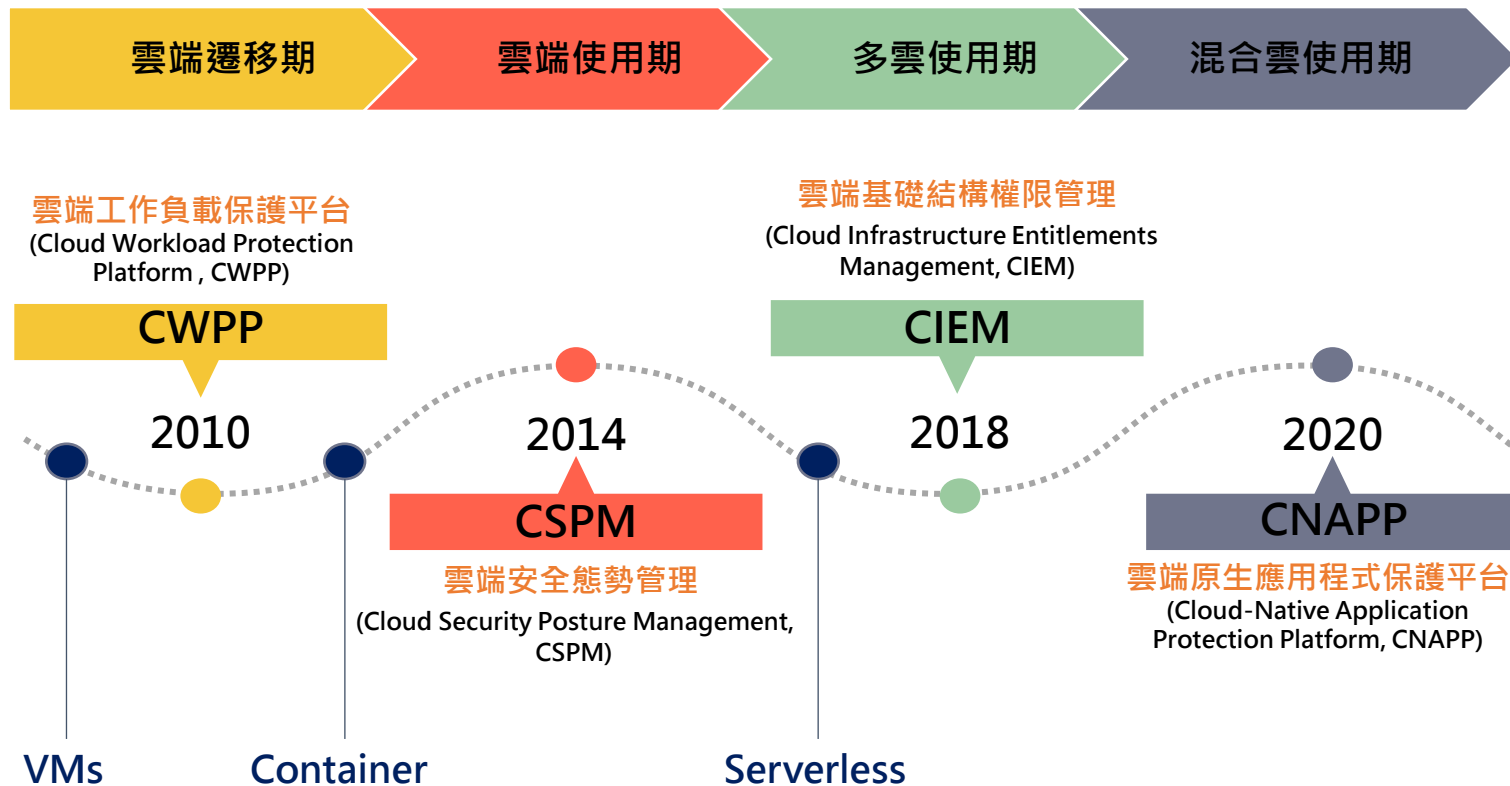 雲端遷移期
雲端使用期
多雲使用期
混合雲使用期
雲端工作負載保護平台
(Cloud Workload Protection
Platform , CWPP)
CWPP
2010
2014
CSPM
雲端安全態勢管理
(Cloud Security Posture Management,
CSPM)
雲端基礎結構權限管理
(Cloud Infrastructure Entitlements
Management, CIEM)
CIEM
2018
2020
CNAPP
雲端原生應用程式保護平台
(Cloud-Native Application
Protection Platform, CNAPP)
VMs
Container
Serverless